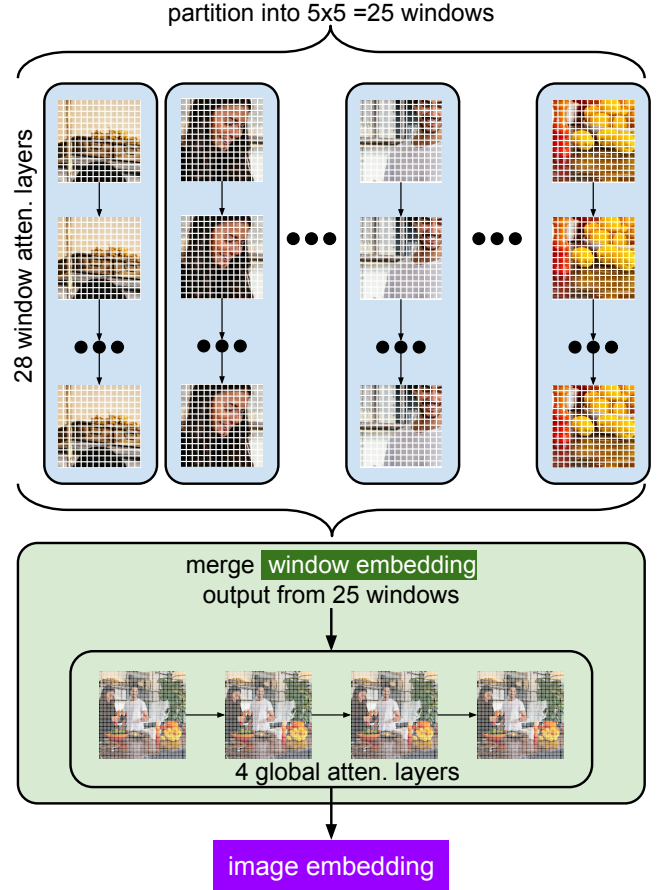 partition into 5x5 =25 windows
28 window atten. layers
merge window embedding
output from 25 windows
4 global atten. layers
image embedding